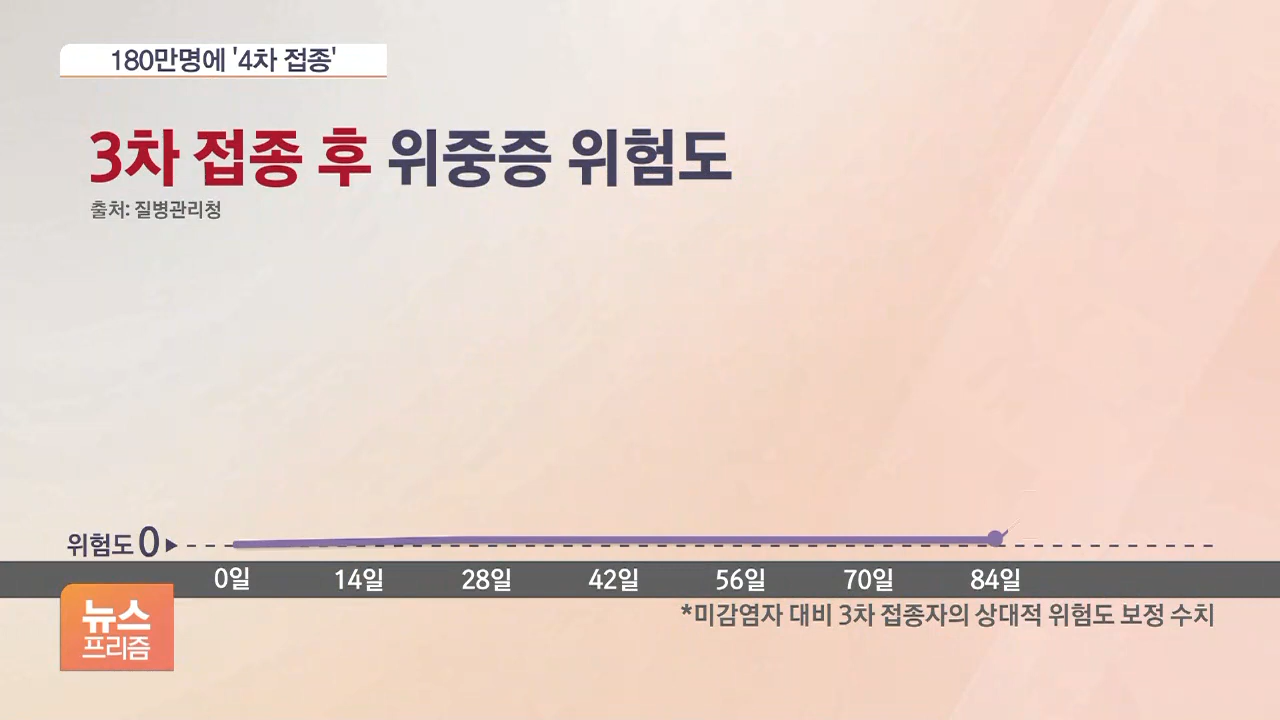 180만명에 '4차 접종'
3차 접종 후 위중증 위험도
출처: 질병관리청
위험도 0
0일 14일 28일 42일 56일 70일 84일
*미감염자 대비 3차 접종자의 상대적 위험도 보정 수치
뉴스
프리즘